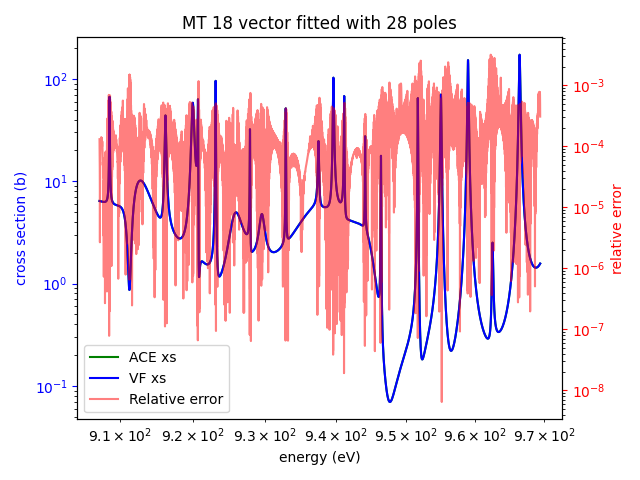 MT 18 vector fitted with 28 poles
10²
10¹
10⁰
10⁻¹
cross section (b)
10⁻³
10⁻⁴
10⁻⁵
10⁻⁶
10⁻⁷
10⁻⁸
relative error
ACE xs
VF xs
Relative error
9.1 × 10² 9.2 × 10² 9.3 × 10² 9.4 × 10² 9.5 × 10² 9.6 × 10² 9.7 × 10²
energy (eV)